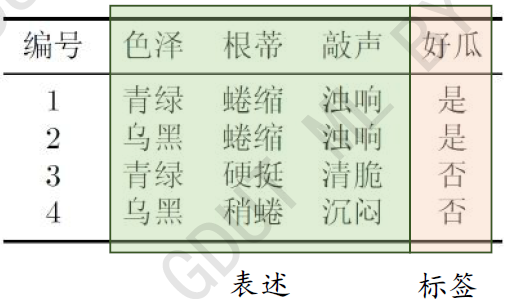 编号 色泽 根蒂 敲声 好瓜
1 青绿 蜷缩 浊响 是
2 乌黑 蜷缩 浊响 是
3 青绿 硬挺 清脆 否
4 乌黑 稍蜷 沉闷 否
表述 标签
GDUT ML BY